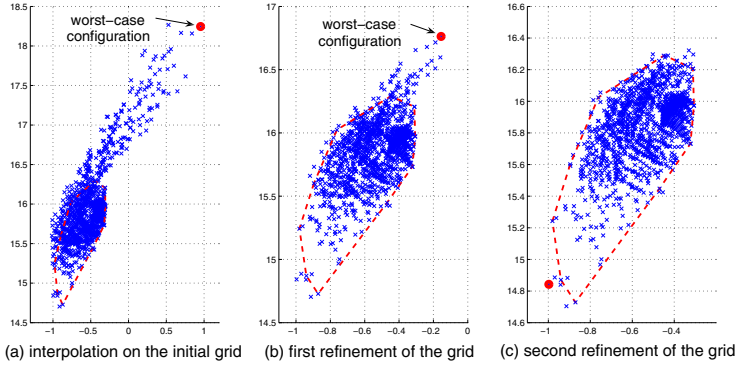 18.5
18
17.5
17
16.5
16
15.5
15
14.5
−1 −0.5 0 0.5 1
worst−case
configuration
(a) interpolation on the initial grid
17
16
15
14.5
−1 −0.8 −0.6 −0.4 −0.2 0
worst−case
configuration
(b) first refinement of the grid
16.6
16.4
16.2
16
15.8
15.6
15.4
15.2
15
14.8
14.6
−1 −0.8 −0.6 −0.4
(c) second refinement of the grid